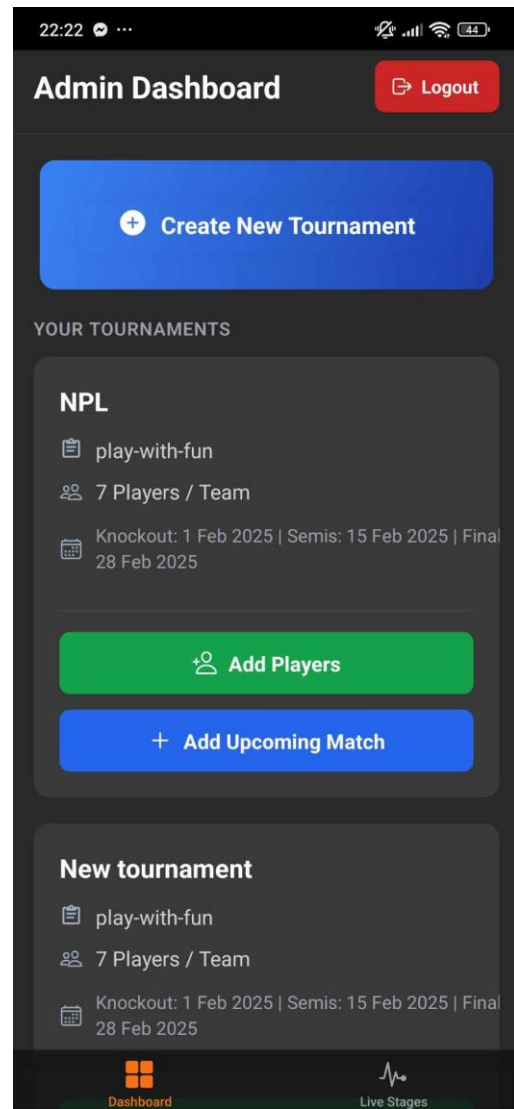 22:22 ... 44
Admin Dashboard
Logout
Create New Tournament
YOUR TOURNAMENTS
NPL
play-with-fun
7 Players / Team
Knockout: 1 Feb 2025 | Semis: 15 Feb 2025 | Final
28 Feb 2025
Add Players
+ Add Upcoming Match
New tournament
play-with-fun
7 Players / Team
Knockout: 1 Feb 2025 | Semis: 15 Feb 2025 | Final
28 Feb 2025
Dashboard
Live Stages